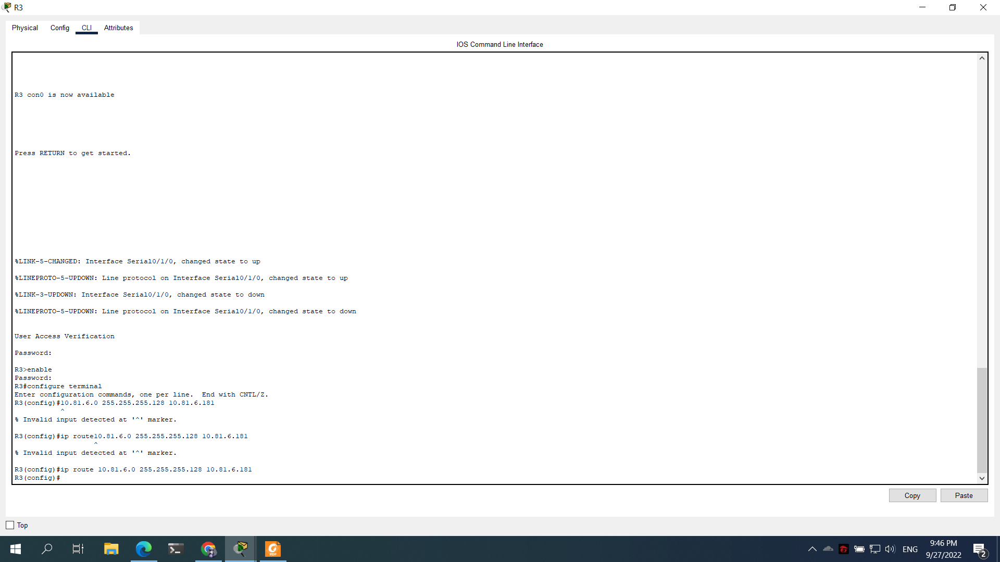 R3
Physical Config CLI Attributes
IOS Command Line Interface
R3 con0 is now available
Press RETURN to get started.
%LINK-5-CHANGED: Interface Serial0/1/0, changed state to up
%LINEPROTO-5-UPDOWN: Line protocol on Interface Serial0/1/0, changed state to up
%LINK-3-UPDOWN: Interface Serial0/1/0, changed state to down
%LINEPROTO-5-UPDOWN: Line protocol on Interface Serial0/1/0, changed state to down
User Access Verification
Password:
R3>enable
Password:
R3#configure terminal
Enter configuration commands, one per line.  End with CNTL/Z.
R3(config)#10.81.6.0 255.255.255.128 10.81.6.181
^
% Invalid input detected at '^' marker.
R3(config)#ip route10.81.6.0 255.255.255.128 10.81.6.181
^
% Invalid input detected at '^' marker.
R3(config)#ip route 10.81.6.0 255.255.255.128 10.81.6.181
R3(config)#
Copy Paste
Top
PDF
ENG
9:46 PM
9/27/2022
2